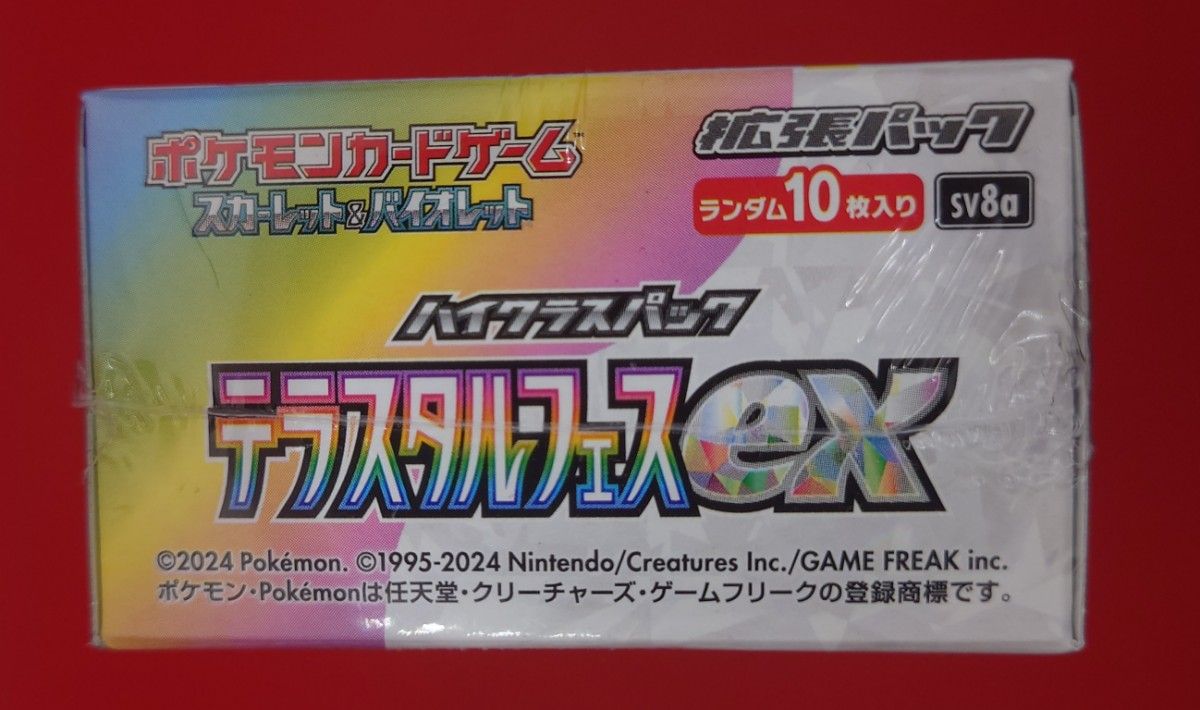 ポケモンカードゲーム™
スカーレット&バイオレット
拡張パック
ランダム10枚入り
SV8a
ハイクラスパック
テラスタルフェスex
©2024 Pokémon. ©1995-2024 Nintendo/Creatures Inc./GAME FREAK inc.
ポケモン・Pokémonは任天堂・クリーチャーズ・ゲームフリークの登録商標です。